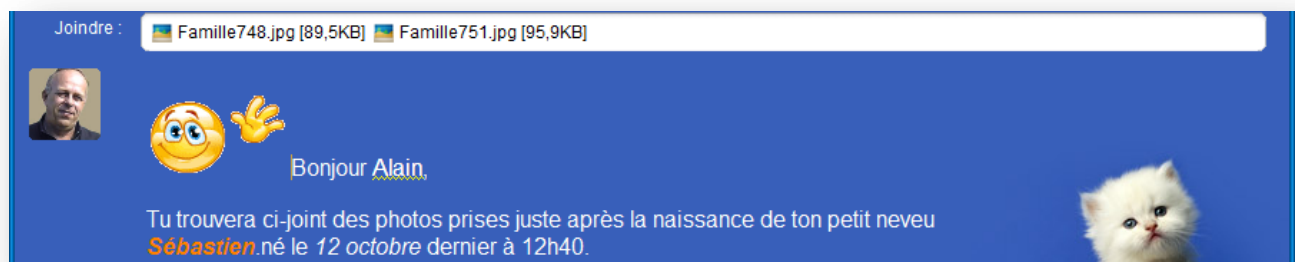 Joindre :
Famille748.jpg [89,5KB] Famille751.jpg [95,9KB]
Bonjour Alain,
Tu trouvera ci-joint des photos prises juste après la naissance de ton petit neveu
Sébastien.né le 12 octobre dernier à 12h40.